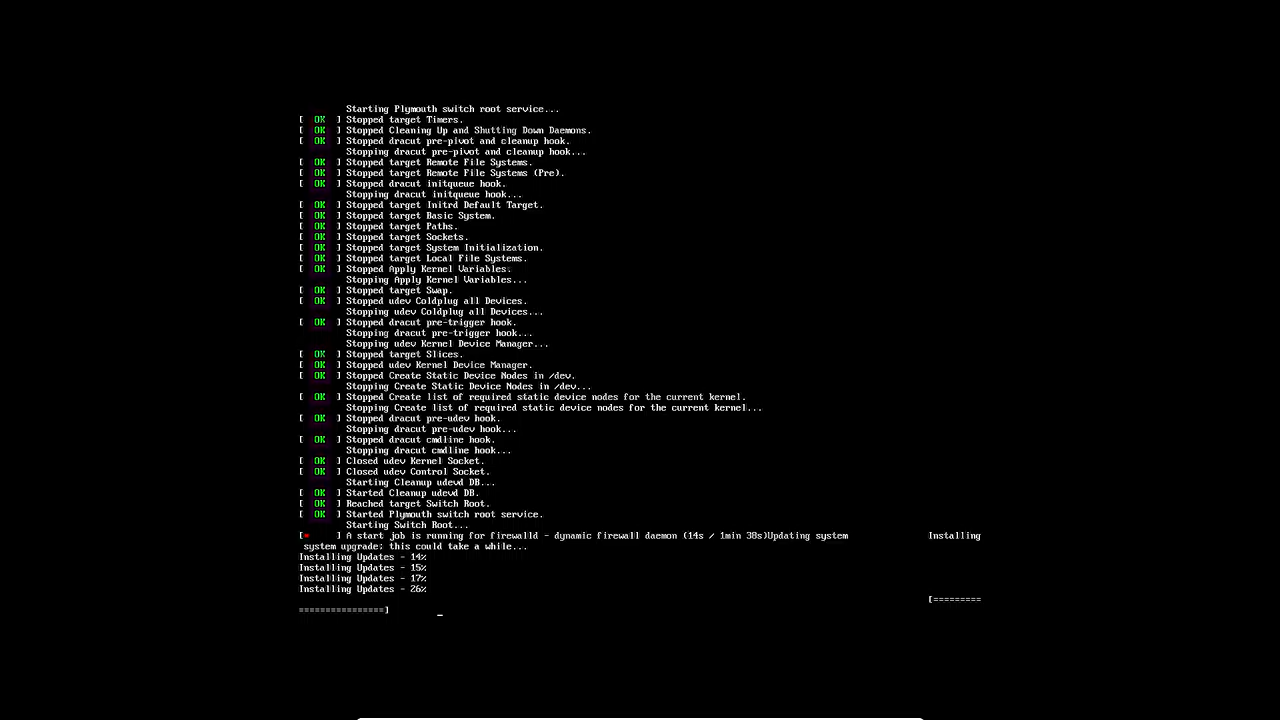 Starting Plymouth switch root service...
[  OK  ] Stopped target Timers.
[  OK  ] Stopped Cleaning Up and Shutting Down Daemons.
[  OK  ] Stopped dracut pre-pivot and cleanup hook.
Stopping dracut pre-pivot and cleanup hook...
[  OK  ] Stopped target Remote File Systems.
[  OK  ] Stopped target Remote File Systems (Pre).
[  OK  ] Stopped dracut initqueue hook.
Stopping dracut initqueue hook...
[  OK  ] Stopped target Initrd Default Target.
[  OK  ] Stopped target Basic System.
[  OK  ] Stopped target Paths.
[  OK  ] Stopped target Sockets.
[  OK  ] Stopped target System Initialization.
[  OK  ] Stopped target Local File Systems.
[  OK  ] Stopped Apply Kernel Variables.
Stopping Apply Kernel Variables...
[  OK  ] Stopped target Swap.
[  OK  ] Stopped udev Coldplug all Devices.
Stopping udev Coldplug all Devices...
[  OK  ] Stopped dracut pre-trigger hook.
Stopping dracut pre-trigger hook...
Stopping udev Kernel Device Manager...
[  OK  ] Stopped target Slices.
[  OK  ] Stopped udev Kernel Device Manager.
[  OK  ] Stopped Create Static Device Nodes in /dev.
Stopping Create Static Device Nodes in /dev...
[  OK  ] Stopped Create list of required static device nodes for the current kernel.
Stopping Create list of required static device nodes for the current kernel...
[  OK  ] Stopped dracut pre-udev hook.
Stopping dracut pre-udev hook...
[  OK  ] Stopped dracut cmdline hook.
Stopping dracut cmdline hook...
[  OK  ] Closed udev Kernel Socket.
[  OK  ] Closed udev Control Socket.
Starting Cleanup udevd DB...
[  OK  ] Started Cleanup udevd DB.
[  OK  ] Reached target Switch Root.
[  OK  ] Started Plymouth switch root service.
Starting Switch Root...
[*     ] A start job is running for firewalld - dynamic firewall daemon (14s / 1min 38s)Updating system               Installing
system upgrade; this could take a while...
Installing Updates - 14%
Installing Updates - 15%
Installing Updates - 17%
Installing Updates - 26%
[=========
================]         _